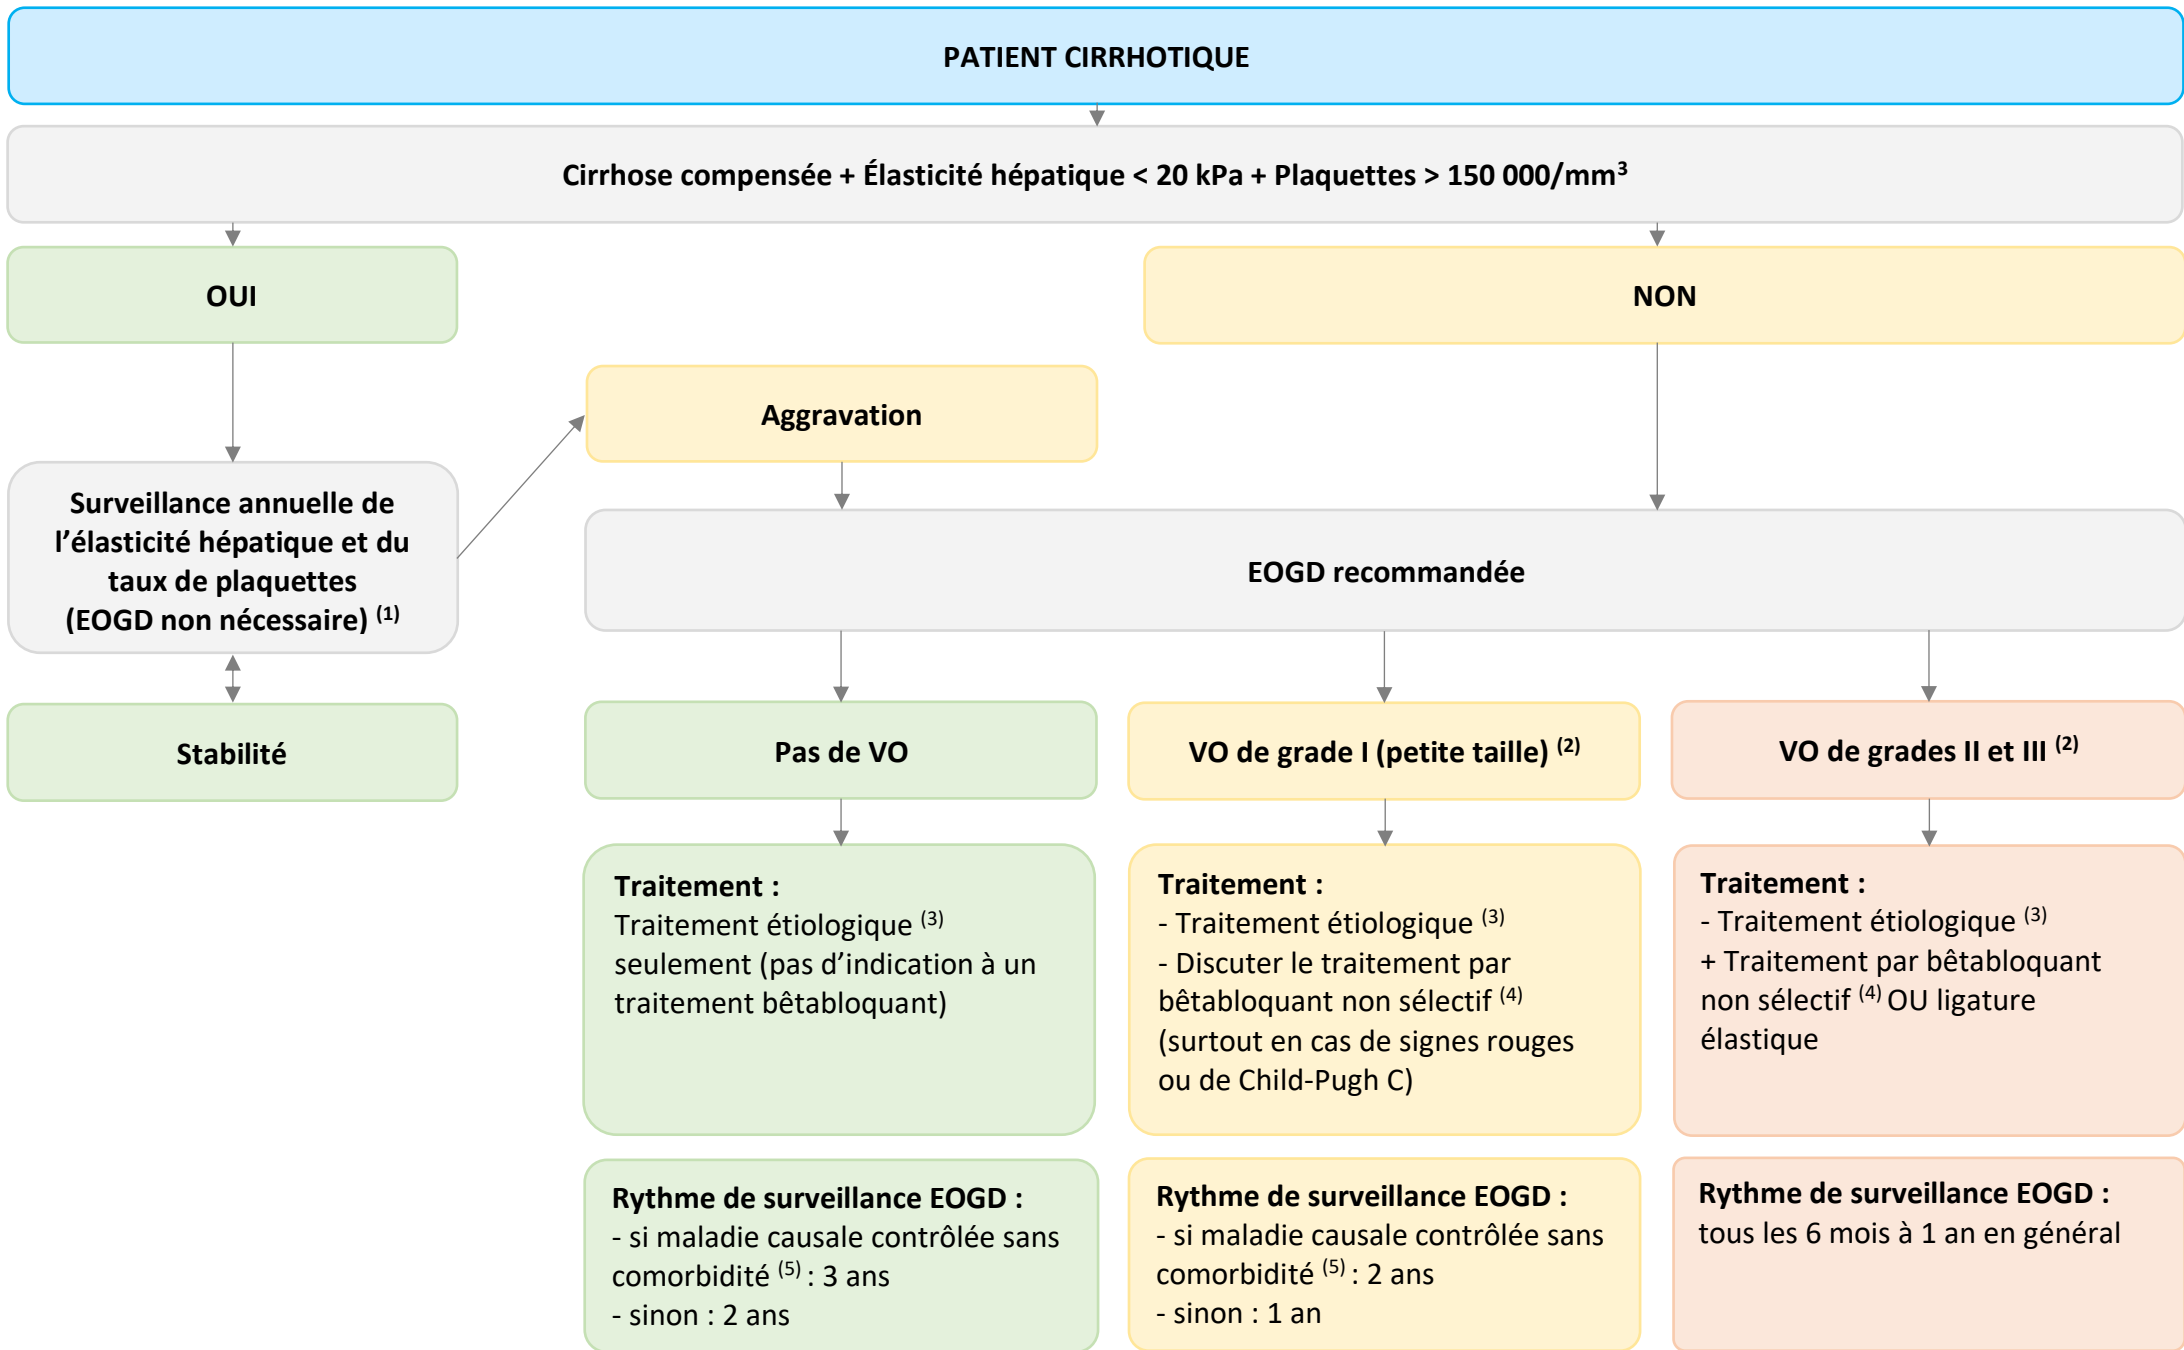 PATIENT CIRRHOTIQUE
Cirrhose compensée + Élasticité hépatique < 20 kPa + Plaquettes > 150 000/mm³
OUI
NON
Aggravation
Surveillance annuelle de
l’élasticité hépatique et du
taux de plaquettes
(EOGD non nécessaire) (1)
EOGD recommandée
Stabilité
Pas de VO
VO de grade I (petite taille) (2)
VO de grades II et III (2)
Traitement :
Traitement étiologique (3)
seulement (pas d’indication à un
traitement bêtabloquant)
Traitement :
- Traitement étiologique (3)
- Discuter le traitement par
bêtabloquant non sélectif (4)
(surtout en cas de signes rouges
ou de Child-Pugh C)
Traitement :
- Traitement étiologique (3)
+ Traitement par bêtabloquant
non sélectif (4) OU ligature
élastique
Rythme de surveillance EOGD :
- si maladie causale contrôlée sans
comorbidité (5) : 3 ans
- sinon : 2 ans
Rythme de surveillance EOGD :
- si maladie causale contrôlée sans
comorbidité (5) : 2 ans
- sinon : 1 an
Rythme de surveillance EOGD :
tous les 6 mois à 1 an en général